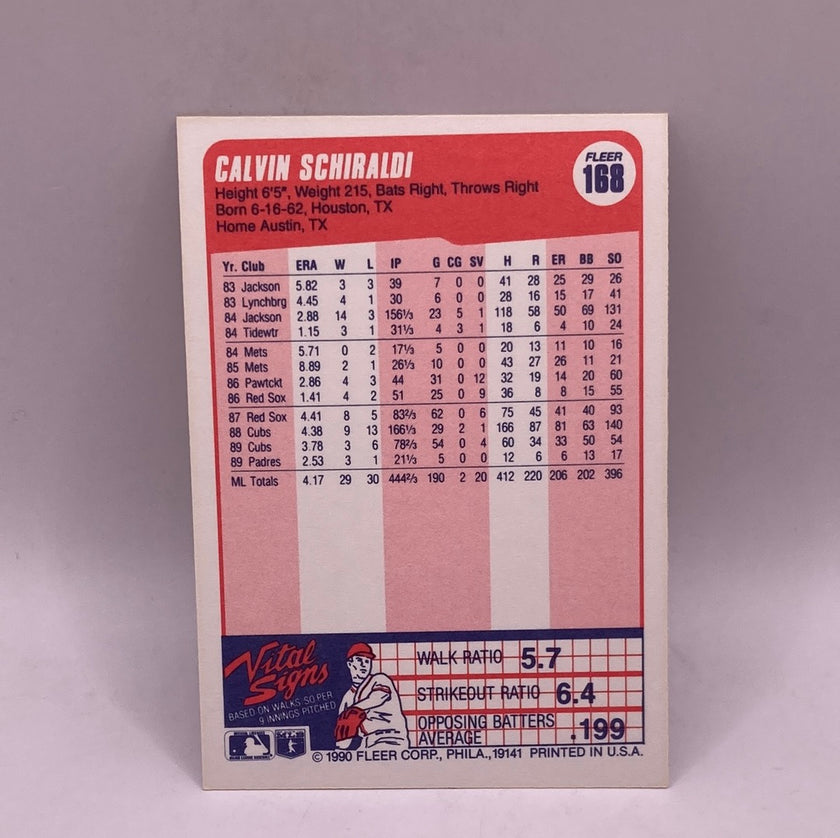 CALVIN SCHIRALDI
FLEER
168
Height 6'5", Weight 215, Bats Right, Throws Right
Born 6-16-62, Houston, TX
Home Austin, TX
Yr. Club ERA W L IP G CG SV H R ER BB SO
83 Jackson 5.82 3 3 39 7 0 0 41 28 25 29 26
83 Lynchbrg 4.45 4 1 30 6 0 0 28 16 15 17 41
84 Jackson 2.88 14 3 156⅓ 23 5 1 118 58 50 69 131
84 Tidewtr 1.15 3 1 31⅓ 4 3 1 18 6 4 10 24
84 Mets 5.71 0 2 17⅓ 5 0 0 20 13 11 10 16
85 Mets 8.89 2 1 26⅓ 10 0 0 43 27 26 11 21
86 Pawtckt 2.86 4 3 44 31 0 12 32 19 14 20 60
86 Red Sox 1.41 4 2 51 25 0 9 36 8 8 15 55
87 Red Sox 4.41 8 5 83⅔ 62 0 6 75 45 41 40 93
88 Cubs 4.38 9 13 166⅓ 29 2 1 166 87 81 63 140
89 Cubs 3.78 3 6 78⅔ 54 0 4 60 34 33 50 54
89 Padres 2.53 3 1 21⅓ 5 0 0 12 6 6 13 17
ML Totals 4.17 29 30 444⅔ 190 2 20 412 220 206 202 396
Vital
Signs
BASED ON WALKS-SO PER
9 INNINGS PITCHED
WALK RATIO 5.7
STRIKEOUT RATIO 6.4
OPPOSING BATTERS
AVERAGE .199
© 1990 FLEER CORP., PHILA., 19141 PRINTED IN U.S.A.